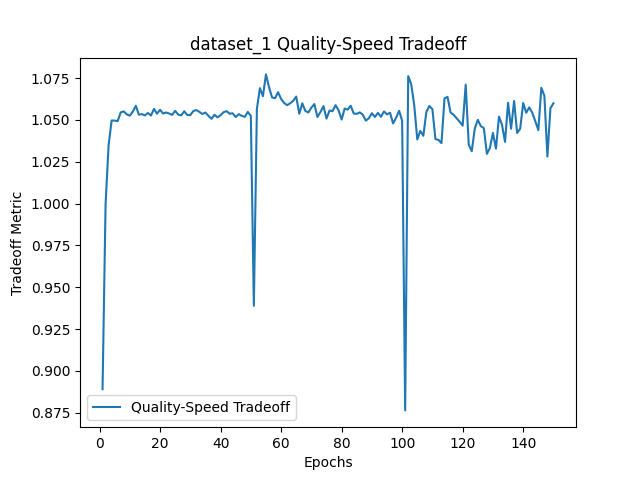 dataset_1 Quality-Speed Tradeoff
Tradeoff Metric
1.075
1.050
1.025
1.000
0.975
0.950
0.925
0.900
0.875
Quality-Speed Tradeoff
0 20 40 60 80 100 120 140
Epochs